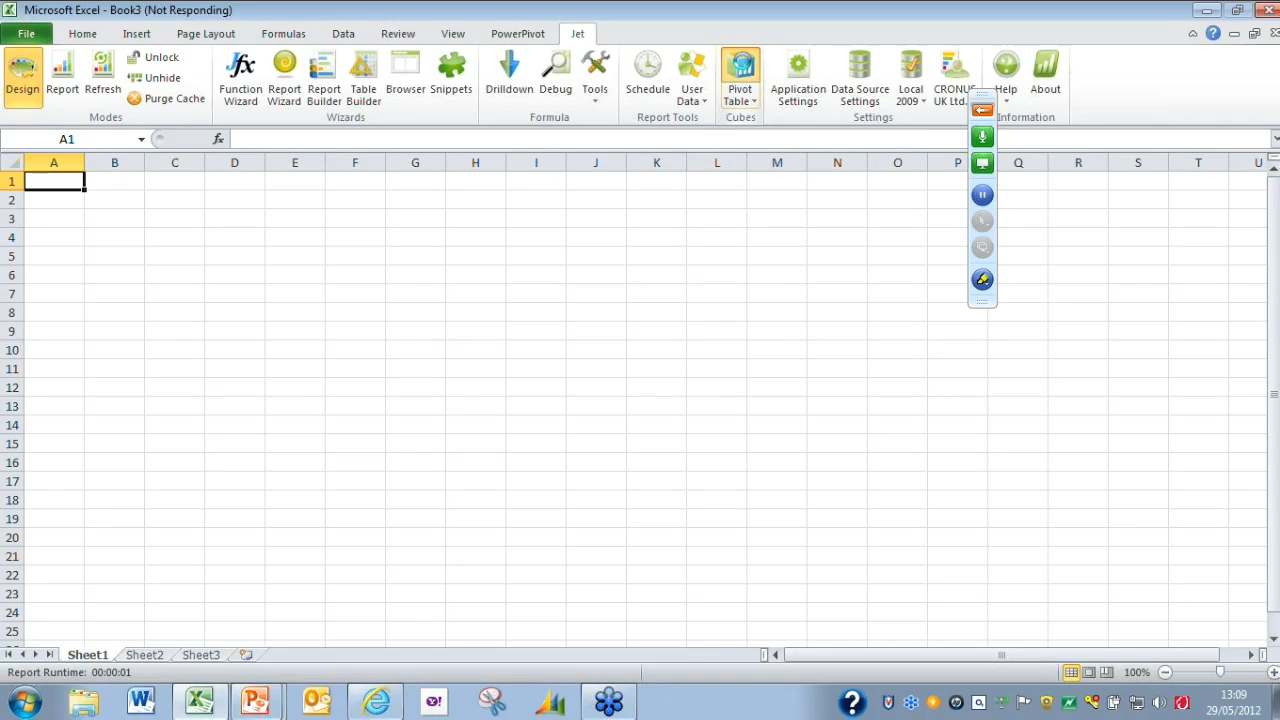 Microsoft Excel - Book3 (Not Responding)
File Home Insert Page Layout Formulas Data Review View PowerPivot Jet
Design Report Refresh Unlock Unhide Purge Cache
Modes
Function Wizard Report Wizard Report Builder Table Builder Browser Snippets
Wizards
Drilldown Debug Tools
Formula
Schedule User Data
Report Tools
Pivot Table
Cubes
Application Settings Data Source Settings Local 2009 CRONUS UK Ltd.
Settings
Help About
Information
A1 fx
A B C D E F G H I J K L M N O P Q R S T U
1
2
3
4
5
6
7
8
9
10
11
12
13
14
15
16
17
18
19
20
21
22
23
24
25
Sheet1 Sheet2 Sheet3
Report Runtime: 00:00:01 100%
13:09
29/05/2012